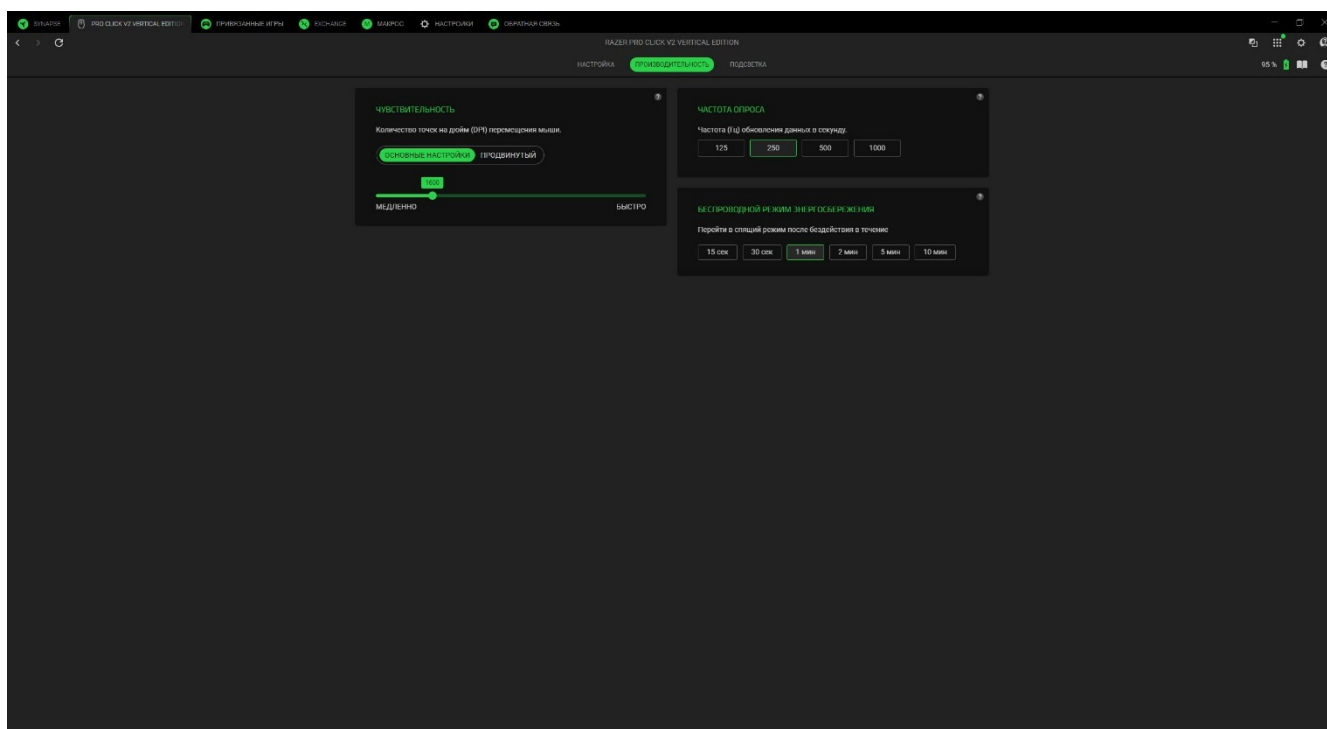 SYNAPSE PRO CLICK V2 VERTICAL EDITIO ПРИВЯЗАННЫЕ ИГРЫ EXCHANGE МАКРОС НАСТРОЙКИ ОБРАТНАЯ СВЯЗЬ
RAZER PRO CLICK V2 VERTICAL EDITION
НАСТРОЙКА ПРОИЗВОДИТЕЛЬНОСТЬ ПОДСВЕТКА 95 %
ЧУВСТВИТЕЛЬНОСТЬ
Количество точек на дюйм (DPI) перемещения мыши.
ОСНОВНЫЕ НАСТРОЙКИ ПРОДВИНУТЫЙ
1600
МЕДЛЕННО БЫСТРО
ЧАСТОТА ОПРОСА
Частота (Гц) обновления данных в секунду.
125 250 500 1000
БЕСПРОВОДНОЙ РЕЖИМ ЭНЕРГОСБЕРЕЖЕНИЯ
Перейти в спящий режим после бездействия в течение
15 сек 30 сек 1 мин 2 мин 5 мин 10 мин